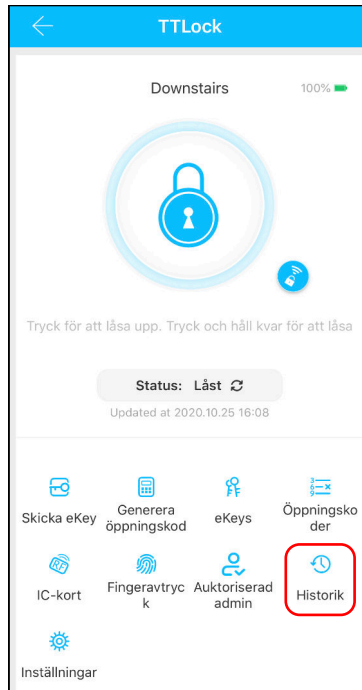 TTLock
Downstairs
100%
Tryck för att låsa upp. Tryck och håll kvar för att låsa
Status: Låst
Updated at 2020.10.25 16:08
Skicka eKey
Generera
öppningskod
eKeys
Öppningsko
der
IC-kort
Fingeravtryc
k
Auktoriserad
admin
Historik
Inställningar